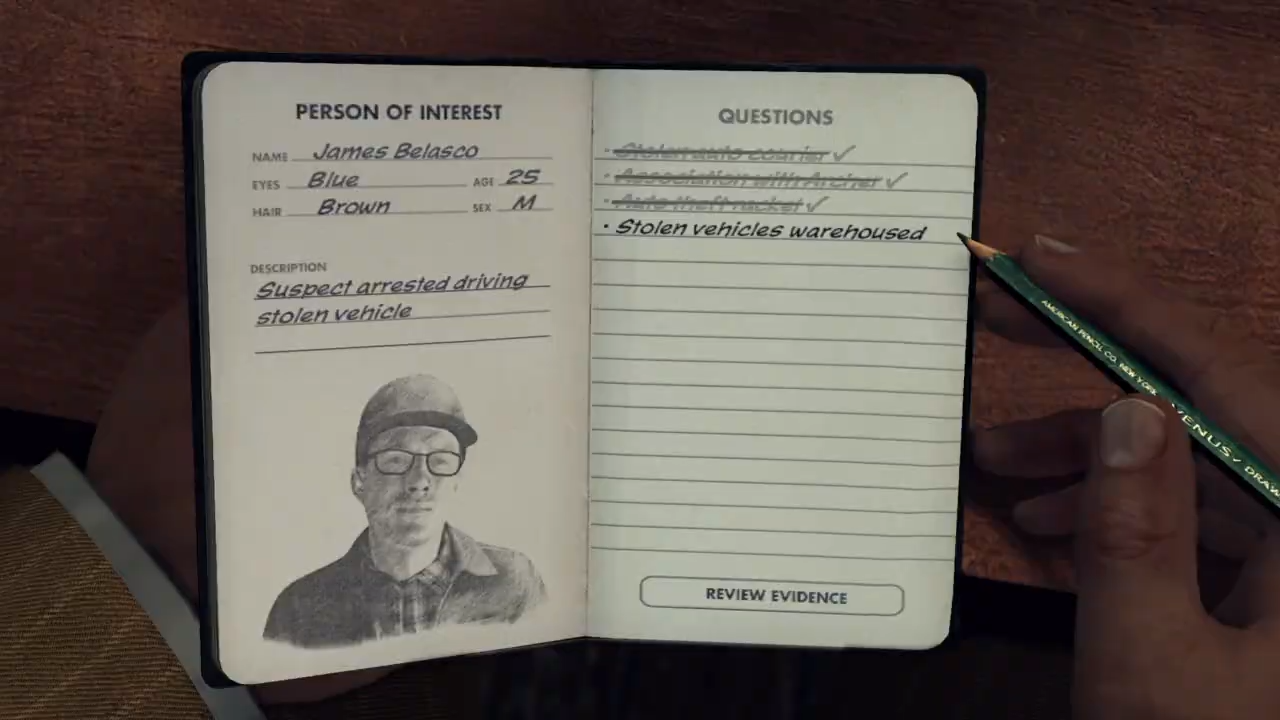 PERSON OF INTEREST
NAME James Belasco
EYES Blue AGE 25
HAIR Brown SEX M
DESCRIPTION
Suspect arrested driving
stolen vehicle
QUESTIONS
· Stolen auto courier ✓
· Association with Archer ✓
· Auto theft racket ✓
· Stolen vehicles warehoused
REVIEW EVIDENCE
AMERICAN PENCIL CO. NEW YORK VENUS / DRAW